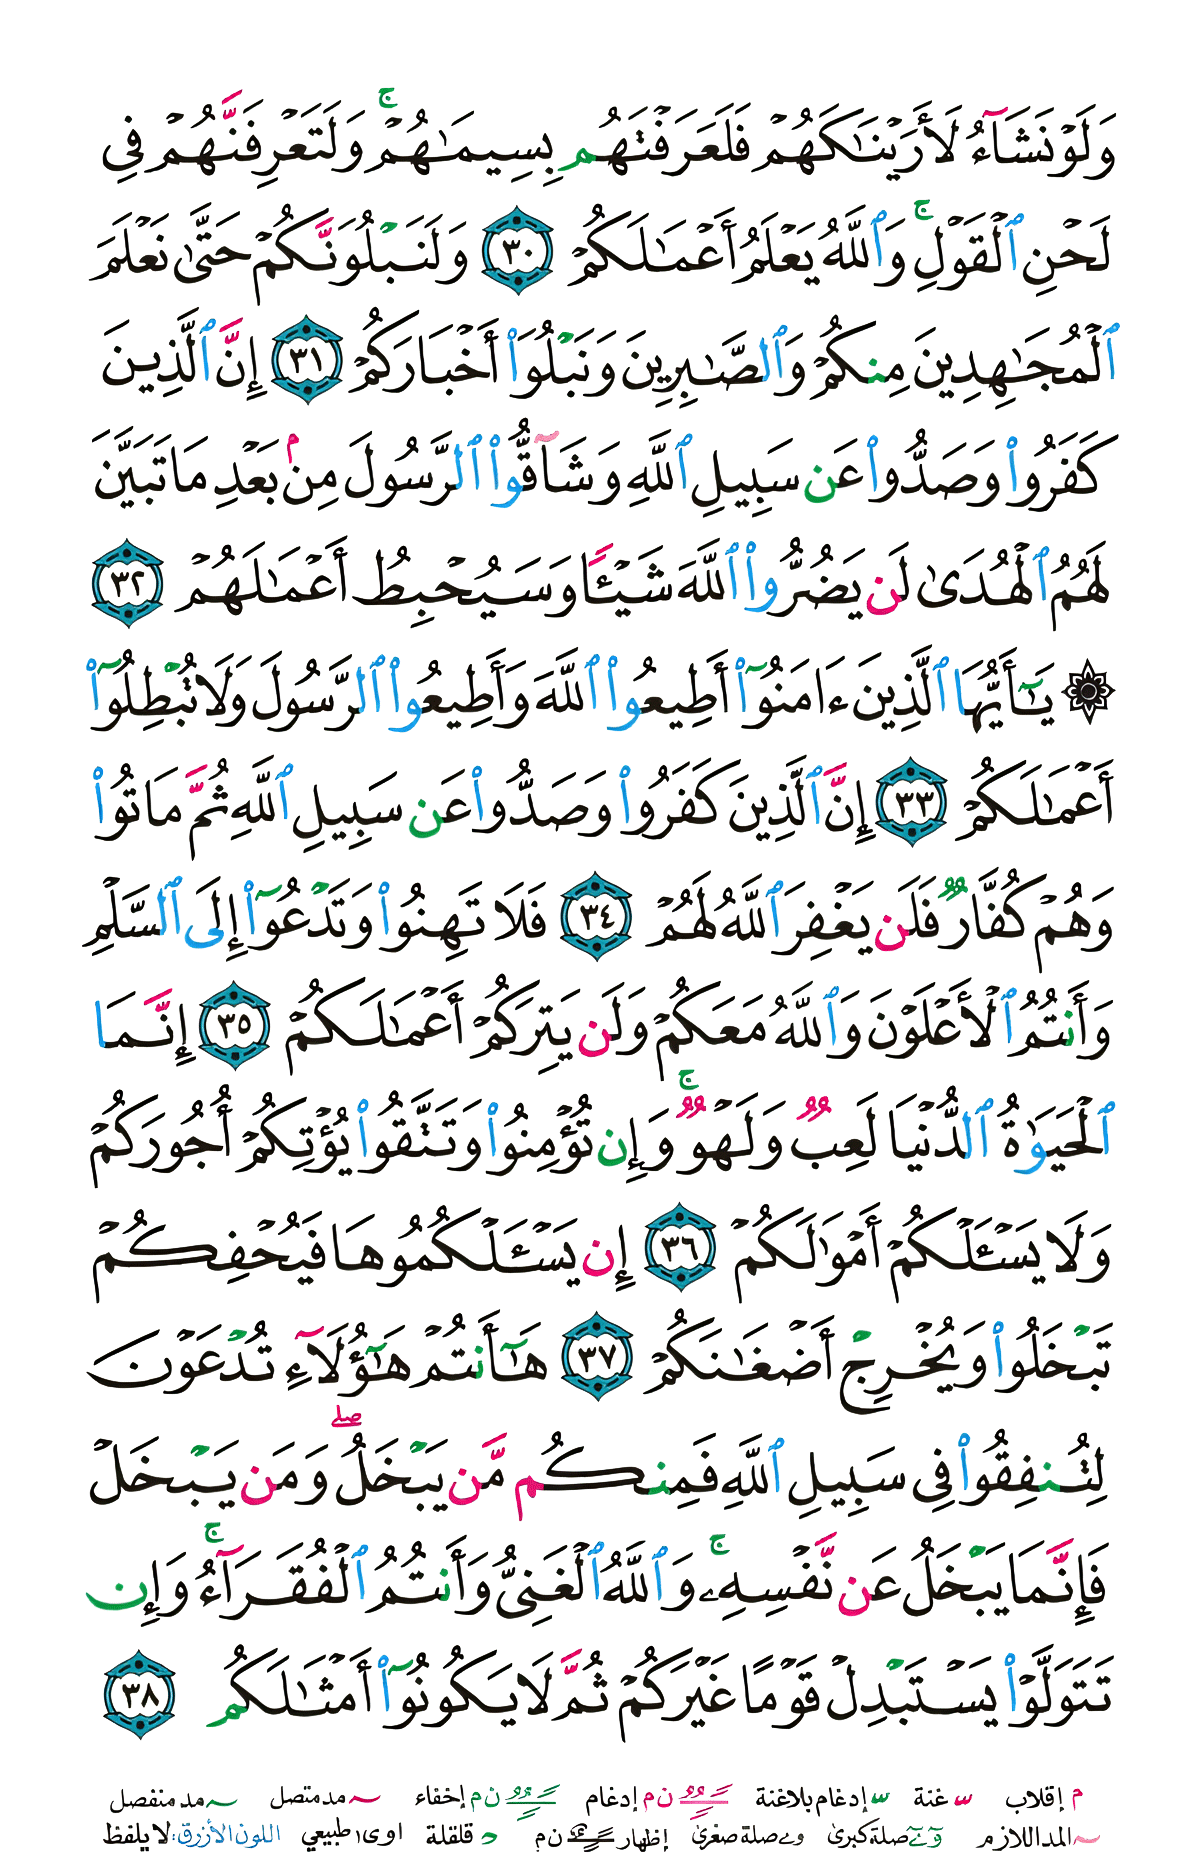 وَلَوْ نَشَآءُ لَأَرَيْنَـٰكَهُمْ فَلَعَرَفْتَهُم بِسِيمَـٰهُمْ ۚ وَلَتَعْرِفَنَّهُمْ فِى
لَحْنِ ٱلْقَوْلِ ۚ وَٱللَّهُ يَعْلَمُ أَعْمَـٰلَكُمْ ٣٠ وَلَنَبْلُوَنَّكُمْ حَتَّىٰ نَعْلَمَ
ٱلْمُجَـٰهِدِينَ مِنكُمْ وَٱلصَّـٰبِرِينَ وَنَبْلُوَا۟ أَخْبَارَكُمْ ٣١ إِنَّ ٱلَّذِينَ
كَفَرُوا۟ وَصَدُّوا۟ عَن سَبِيلِ ٱللَّهِ وَشَآقُّوا۟ ٱلرَّسُولَ مِنۢ بَعْدِ مَا تَبَيَّنَ
لَهُمُ ٱلْهُدَىٰ لَن يَضُرُّوا۟ ٱللَّهَ شَيْـًٔا وَسَيُحْبِطُ أَعْمَـٰلَهُمْ ٣٢
۞ يَـٰٓأَيُّهَا ٱلَّذِينَ ءَامَنُوٓا۟ أَطِيعُوا۟ ٱللَّهَ وَأَطِيعُوا۟ ٱلرَّسُولَ وَلَا تُبْطِلُوٓا۟
أَعْمَـٰلَكُمْ ٣٣ إِنَّ ٱلَّذِينَ كَفَرُوا۟ وَصَدُّوا۟ عَن سَبِيلِ ٱللَّهِ ثُمَّ مَاتُوا۟
وَهُمْ كُفَّارٌ فَلَن يَغْفِرَ ٱللَّهُ لَهُمْ ٣٤ فَلَا تَهِنُوا۟ وَتَدْعُوٓا۟ إِلَى ٱلسَّلْمِ
وَأَنتُمُ ٱلْأَعْلَوْنَ وَٱللَّهُ مَعَكُمْ وَلَن يَتِرَكُمْ أَعْمَـٰلَكُمْ ٣٥ إِنَّمَا
ٱلْحَيَوٰةُ ٱلدُّنْيَا لَعِبٌ وَلَهْوٌ ۚ وَإِن تُؤْمِنُوا۟ وَتَتَّقُوا۟ يُؤْتِكُمْ أُجُورَكُمْ
وَلَا يَسْـَٔلْكُمْ أَمْوَٰلَكُمْ ٣٦ إِن يَسْـَٔلْكُمُوهَا فَيُحْفِكُمْ
تَبْخَلُوا۟ وَيُخْرِجْ أَضْغَـٰنَكُمْ ٣٧ هَـٰٓأَنتُمْ هَـٰٓؤُلَآءِ تُدْعَوْنَ
لِتُنفِقُوا۟ فِى سَبِيلِ ٱللَّهِ فَمِنكُم مَّن يَبْخَلُ ۖ وَمَن يَبْخَلْ
فَإِنَّمَا يَبْخَلُ عَن نَّفْسِهِۦ ۚ وَٱللَّهُ ٱلْغَنِىُّ وَأَنتُمُ ٱلْفُقَرَآءُ ۚ وَإِن
تَتَوَلَّوْا۟ يَسْتَبْدِلْ قَوْمًا غَيْرَكُمْ ثُمَّ لَا يَكُونُوٓا۟ أَمْثَـٰلَكُم ٣٨
م إقلاب غنة إدغام بلاغنة ن م إدغام ن م إخفاء مد متصل مد منفصل
المد اللازم صلة كبرى وے صلة صغرى إظهار ن م قلقلة اوى طبيعي اللون الأزرق: لا يلفظ